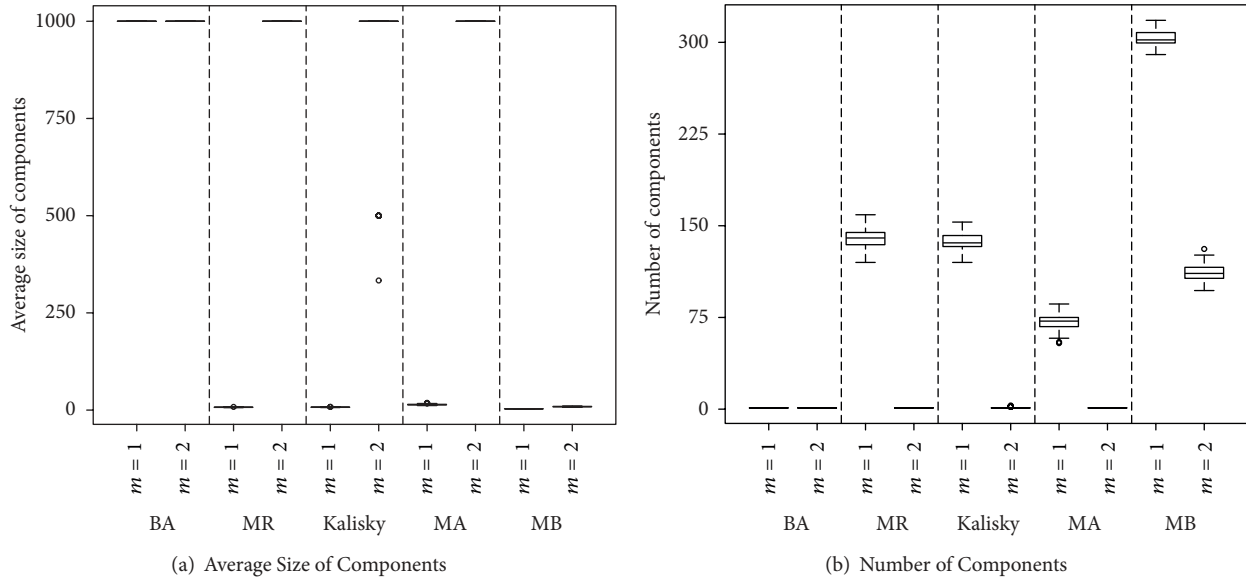 Average size of components
1000
750
500
250
0
m = 1
m = 2
m = 1
m = 2
m = 1
m = 2
m = 1
m = 2
m = 1
m = 2
BA
MR
Kalisky
MA
MB
(a) Average Size of Components
Number of components
300
225
150
75
0
m = 1
m = 2
m = 1
m = 2
m = 1
m = 2
m = 1
m = 2
m = 1
m = 2
BA
MR
Kalisky
MA
MB
(b) Number of Components